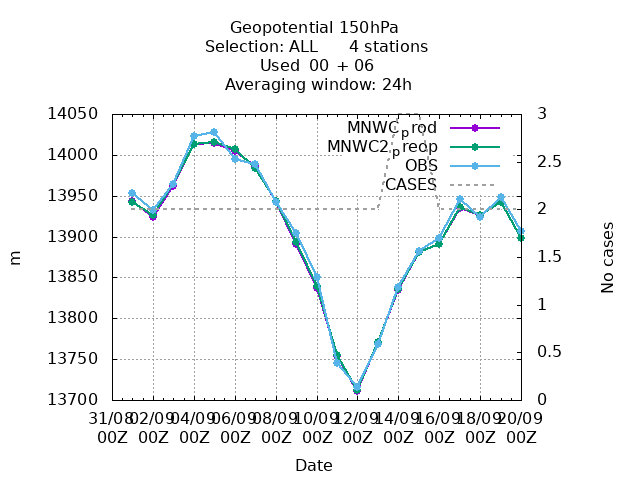 Geopotential 150hPa
Selection: ALL 4 stations
Used 00 + 06
Averaging window: 24h
MNWC_prod
MNWC2_preop
OBS
CASES
14050
14000
13950
13900
13850
13800
13750
13700
3
2.5
2
1.5
1
0.5
0
m
No cases
31/08 02/09 04/09 06/09 08/09 10/09 12/09 14/09 16/09 18/09 20/09
00Z 00Z 00Z 00Z 00Z 00Z 00Z 00Z 00Z 00Z 00Z
Date